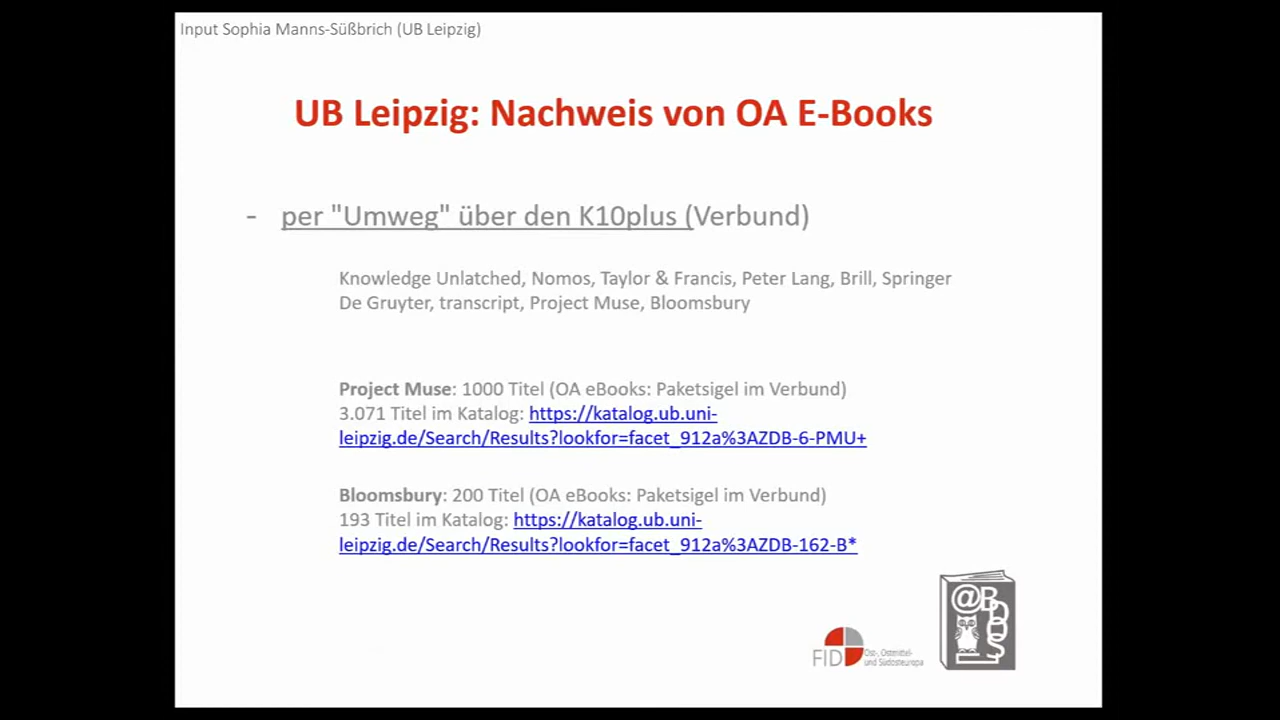 Input Sophia Manns-Süßbrich (UB Leipzig)
UB Leipzig: Nachweis von OA E-Books
- per "Umweg" über den K10plus (Verbund)
Knowledge Unlatched, Nomos, Taylor & Francis, Peter Lang, Brill, Springer
De Gruyter, transcript, Project Muse, Bloomsbury
Project Muse: 1000 Titel (OA eBooks: Paketsigel im Verbund)
3.071 Titel im Katalog: https://katalog.ub.uni-
leipzig.de/Search/Results?lookfor=facet_912a%3AZDB-6-PMU+
Bloomsbury: 200 Titel (OA eBooks: Paketsigel im Verbund)
193 Titel im Katalog: https://katalog.ub.uni-
leipzig.de/Search/Results?lookfor=facet_912a%3AZDB-162-B*
FID Ost-, Ostmittel-
und Südosteuropa
@BDOS